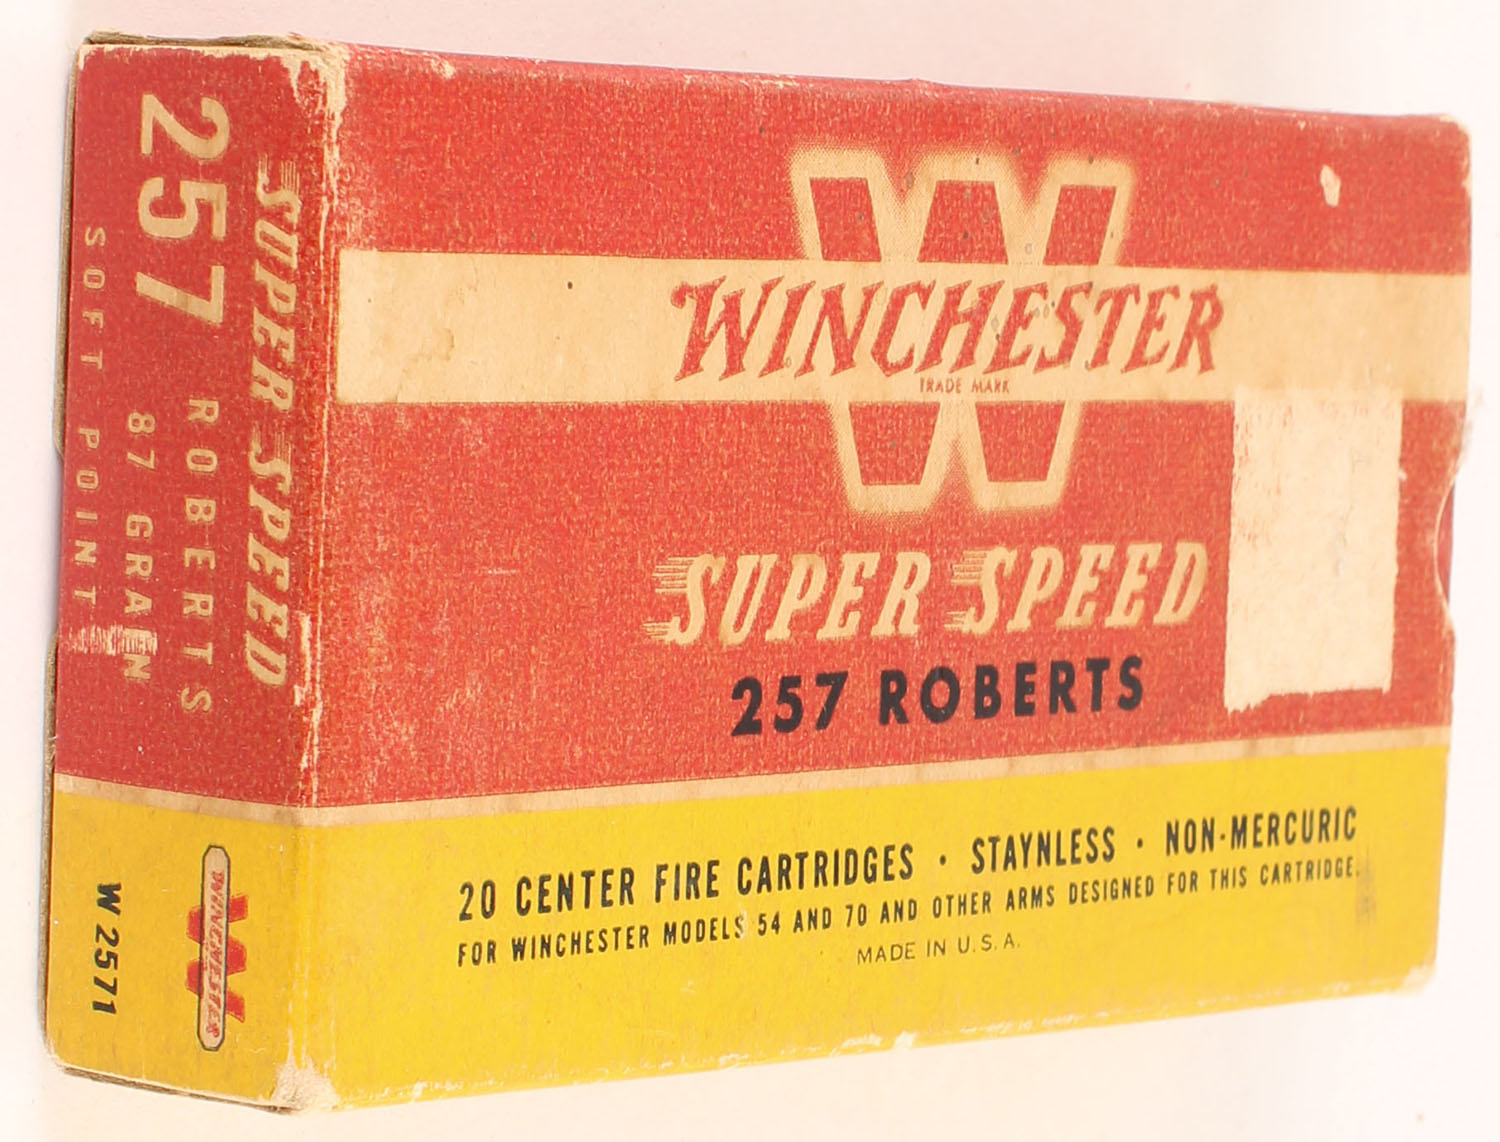 W
WINCHESTER
TRADE MARK
SUPER SPEED
257 ROBERTS
20 CENTER FIRE CARTRIDGES · STAYNLESS · NON-MERCURIC
FOR WINCHESTER MODELS 54 AND 70 AND OTHER ARMS DESIGNED FOR THIS CARTRIDGE.
MADE IN U.S.A.
SUPER SPEED
257 ROBERTS
87 GRAIN
SOFT POINT
W
WINCHESTER
W 2571